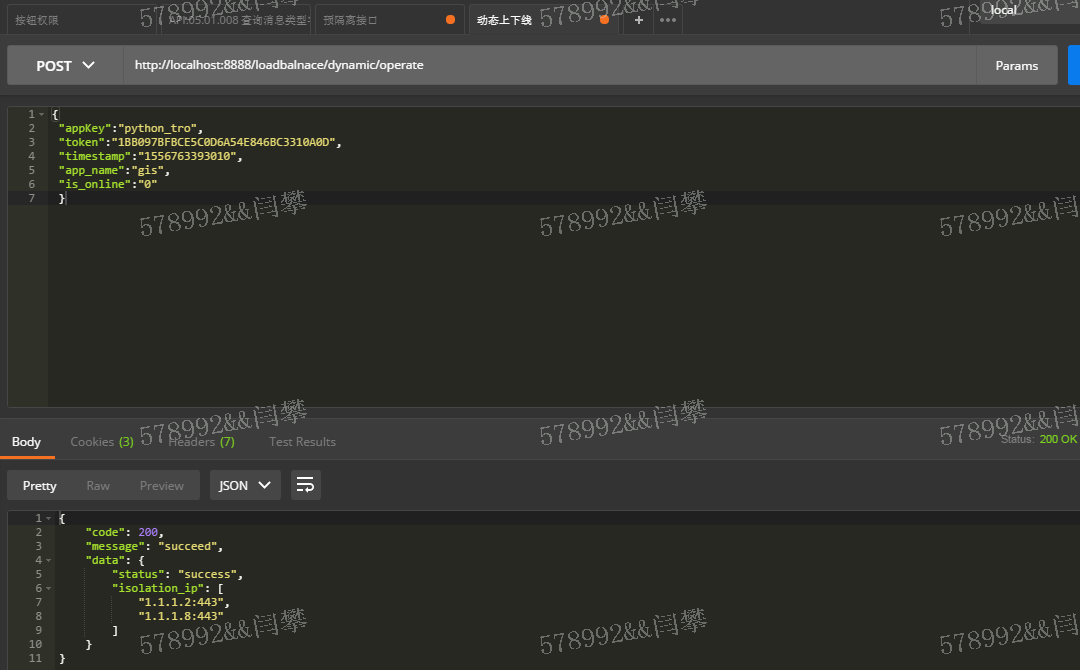 按钮权限
API.05.01.008 查询消息类型
预隔离接口
动态上下线
local
POST
http://localhost:8888/loadbalnace/dynamic/operate
Params
1 {
2 "appKey":"python_tro",
3 "token":"1BB097BFBCE5C0D6A54E846BC3310A0D",
4 "timestamp":"1556763393010",
5 "app_name":"gis",
6 "is_online":"0"
7 }
578992&&闫攀
578992&&闫攀
578992&&闫攀
578992&&闫攀
578992&&闫攀
578992&&闫攀
Body
Cookies (3)
Headers (7)
Test Results
Status: 200 OK
Pretty
Raw
Preview
JSON
1 {
2 "code": 200,
3 "message": "succeed",
4 "data": {
5 "status": "success",
6 "isolation_ip": [
7 "1.1.1.2:443",
8 "1.1.1.8:443"
9 ]
10 }
11 }
578992&&闫攀
578992&&闫攀
578992&&闫